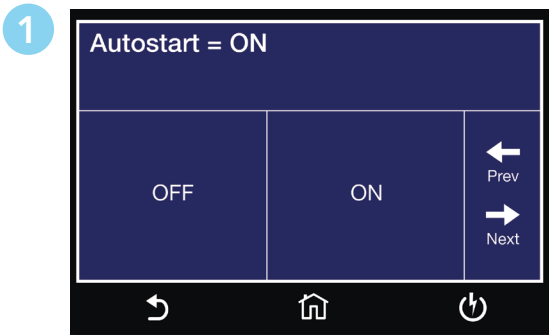 1
Autostart = ON
OFF
ON
Prev
Next